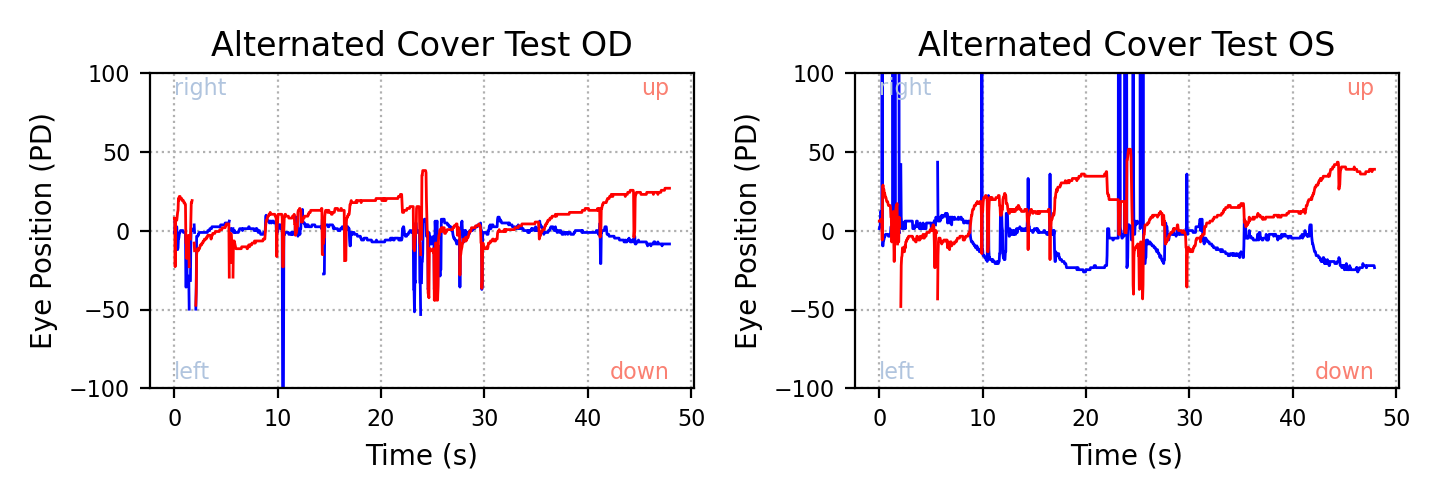 Alternated Cover Test OD
Eye Position (PD)
100
50
0
−50
−100
right
up
left
down
0 10 20 30 40 50
Time (s)
Alternated Cover Test OS
Eye Position (PD)
100
50
0
−50
−100
right
up
left
down
0 10 20 30 40 50
Time (s)